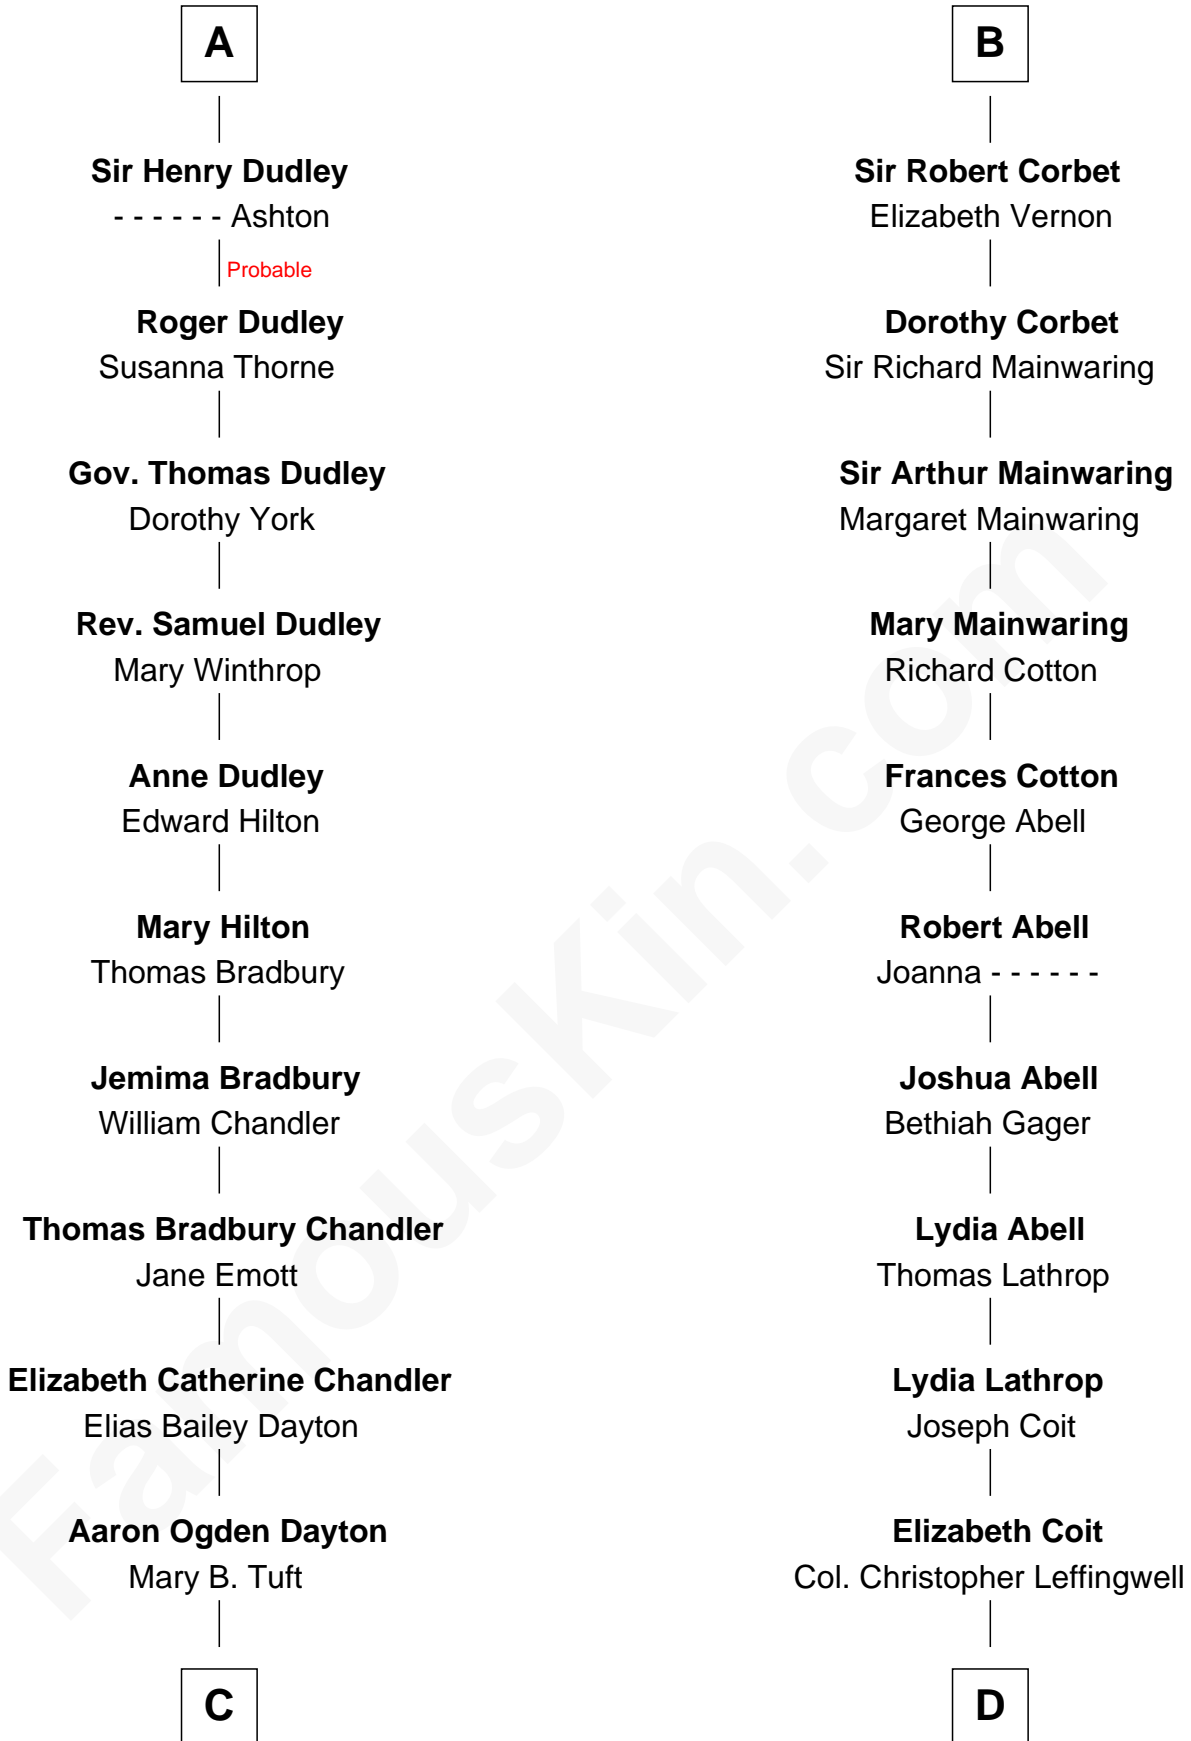 A
Sir Henry Dudley
- - - - - - Ashton
Probable
Roger Dudley
Susanna Thorne
Gov. Thomas Dudley
Dorothy York
Rev. Samuel Dudley
Mary Winthrop
Anne Dudley
Edward Hilton
Mary Hilton
Thomas Bradbury
Jemima Bradbury
William Chandler
Thomas Bradbury Chandler
Jane Emott
Elizabeth Catherine Chandler
Elias Bailey Dayton
Aaron Ogden Dayton
Mary B. Tuft
C
B
Sir Robert Corbet
Elizabeth Vernon
Dorothy Corbet
Sir Richard Mainwaring
Sir Arthur Mainwaring
Margaret Mainwaring
Mary Mainwaring
Richard Cotton
Frances Cotton
George Abell
Robert Abell
Joanna - - - - - -
Joshua Abell
Bethiah Gager
Lydia Abell
Thomas Lathrop
Lydia Lathrop
Joseph Coit
Elizabeth Coit
Col. Christopher Leffingwell
D
FamousKin.com